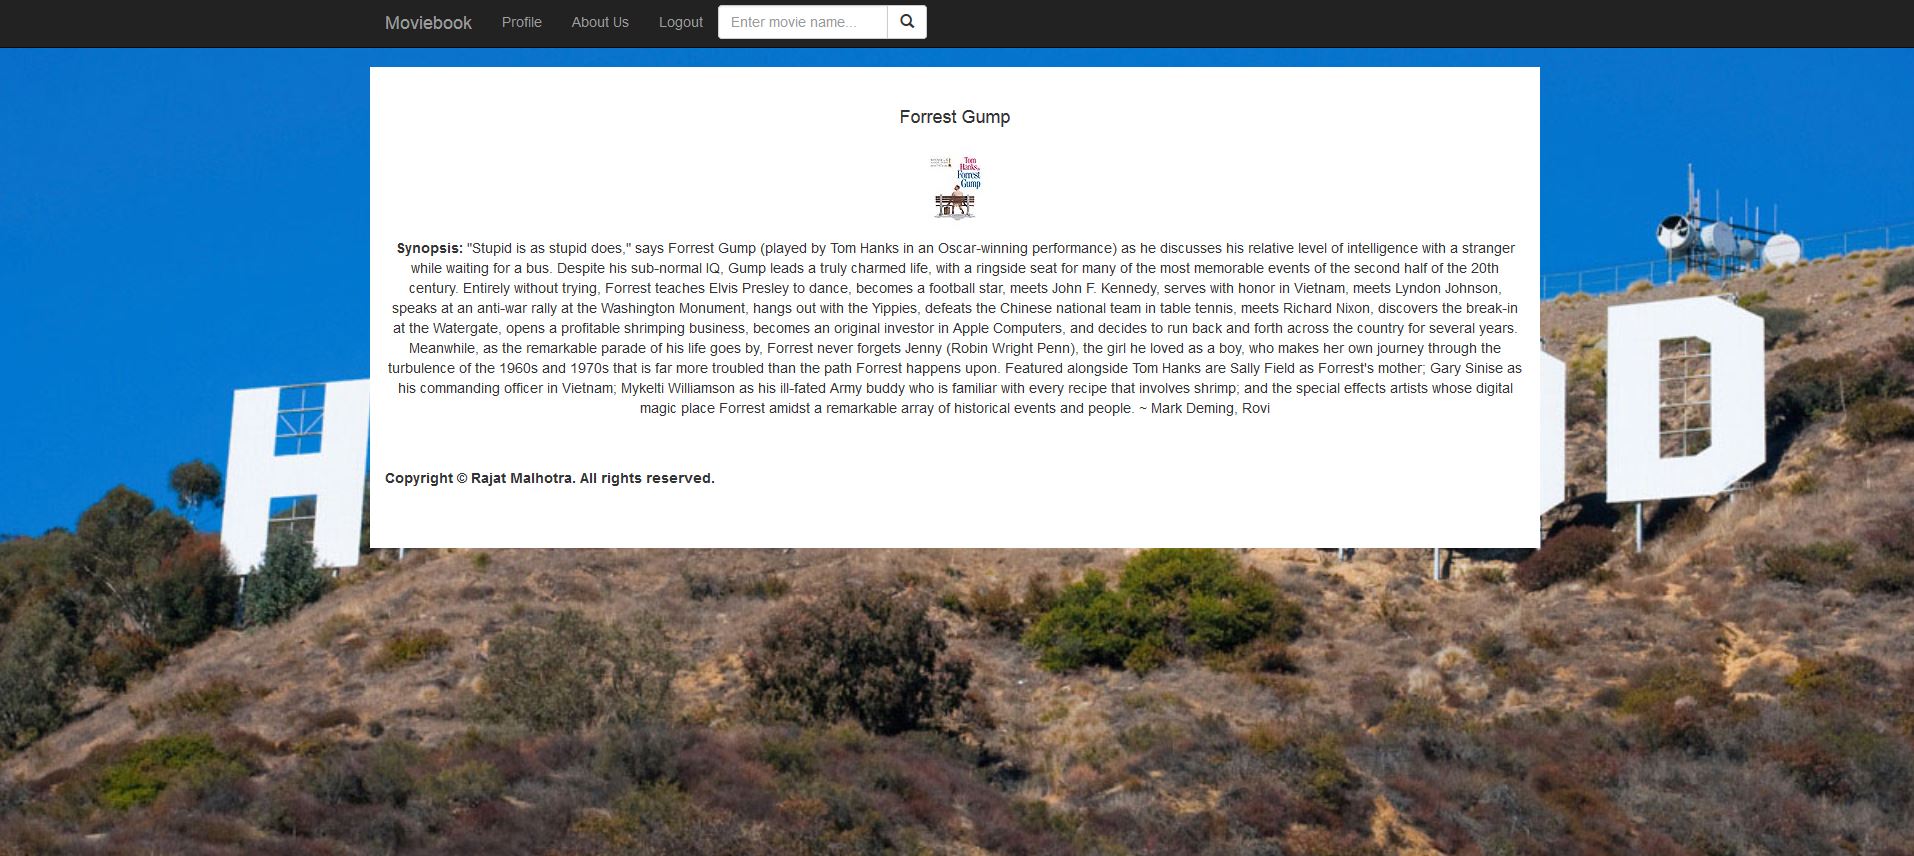 Moviebook Profile About Us Logout Enter movie name...
Forrest Gump
Tom
Hanks is
Forrest
Gump
Synopsis: "Stupid is as stupid does," says Forrest Gump (played by Tom Hanks in an Oscar-winning performance) as he discusses his relative level of intelligence with a stranger
while waiting for a bus. Despite his sub-normal IQ, Gump leads a truly charmed life, with a ringside seat for many of the most memorable events of the second half of the 20th
century. Entirely without trying, Forrest teaches Elvis Presley to dance, becomes a football star, meets John F. Kennedy, serves with honor in Vietnam, meets Lyndon Johnson,
speaks at an anti-war rally at the Washington Monument, hangs out with the Yippies, defeats the Chinese national team in table tennis, meets Richard Nixon, discovers the break-in
at the Watergate, opens a profitable shrimping business, becomes an original investor in Apple Computers, and decides to run back and forth across the country for several years.
Meanwhile, as the remarkable parade of his life goes by, Forrest never forgets Jenny (Robin Wright Penn), the girl he loved as a boy, who makes her own journey through the
turbulence of the 1960s and 1970s that is far more troubled than the path Forrest happens upon. Featured alongside Tom Hanks are Sally Field as Forrest's mother; Gary Sinise as
his commanding officer in Vietnam; Mykelti Williamson as his ill-fated Army buddy who is familiar with every recipe that involves shrimp; and the special effects artists whose digital
magic place Forrest amidst a remarkable array of historical events and people. ~ Mark Deming, Rovi
H D
Copyright © Rajat Malhotra. All rights reserved.